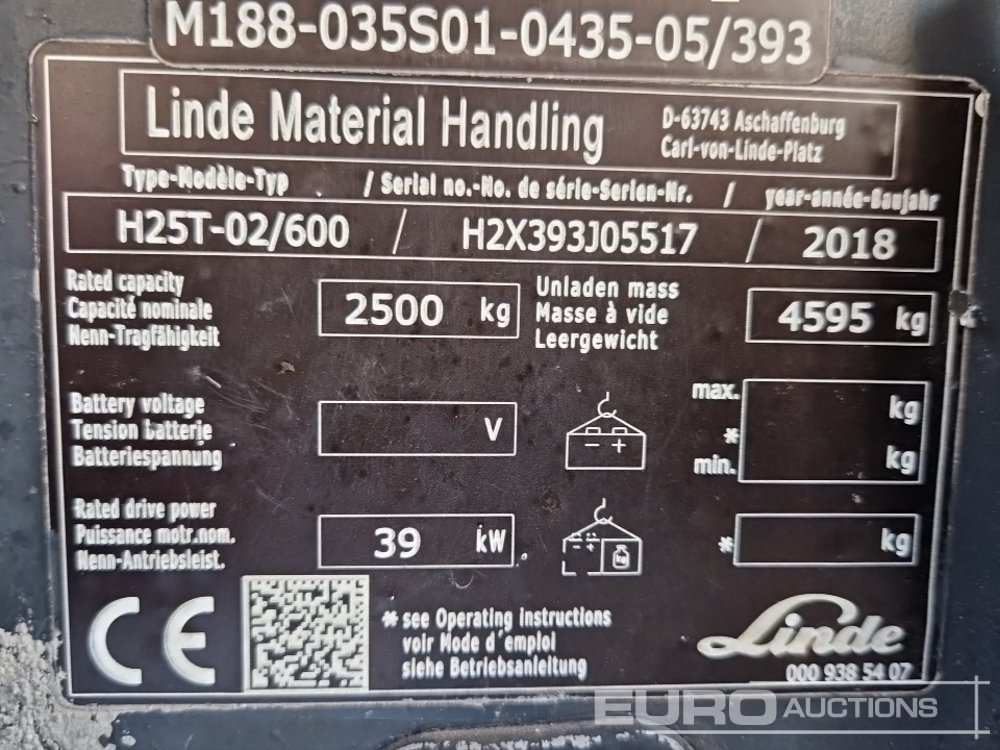 M188-035S01-0435-05/393
Linde Material Handling
D-63743 Aschaffenburg
Carl-von-Linde-Platz
Type-Modèle-Typ / Serial no.-No. de série-Serien-Nr. / year-année-Baujahr
H25T-02/600 / H2X393J05517 / 2018
Rated capacity
Capacité nominale
Nenn-Tragfähigkeit
2500 kg
Unladen mass
Masse à vide
Leergewicht
4595 kg
Battery voltage
Tension batterie
Batteriespannung
V
- +
max.
*
min.
kg
kg
Rated drive power
Puissance motr.nom.
Nenn-Antriebsleist.
39 kW
- +
kg
* kg
CE
* see Operating instructions
voir Mode d'emploi
siehe Betriebsanleitung
Linde
000 938 54 07
EURO AUCTIONS